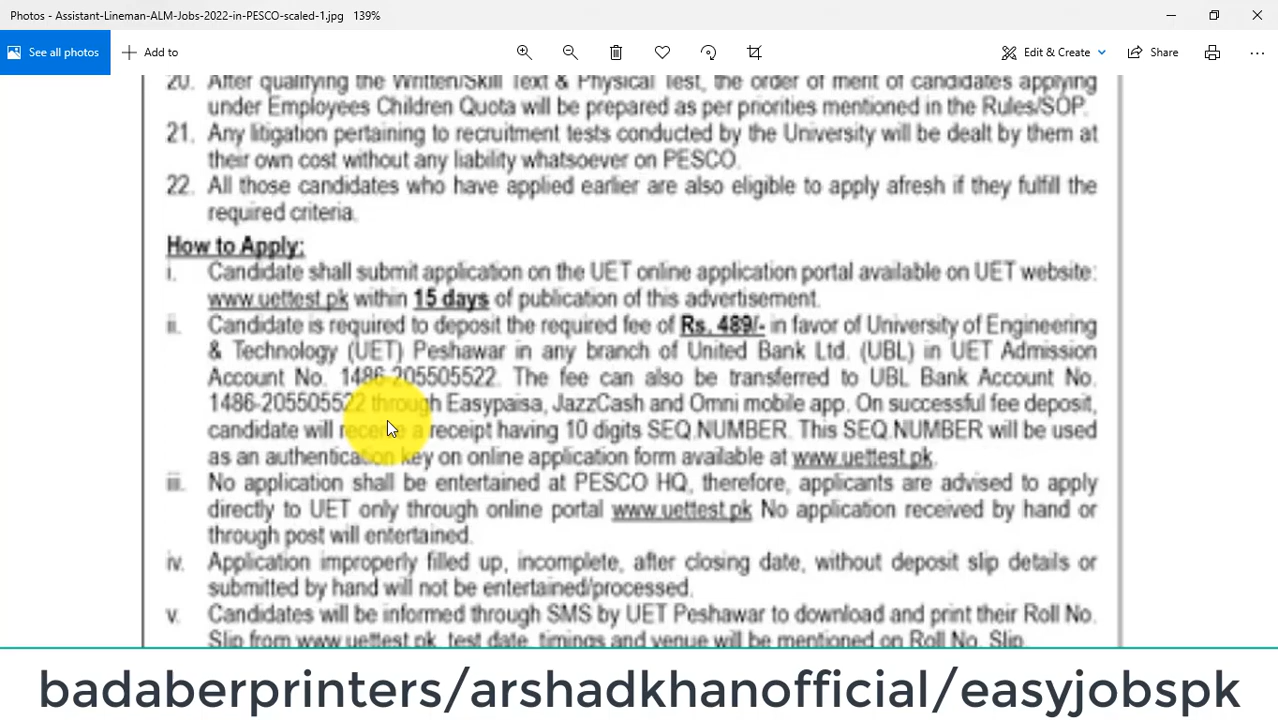 Photos - Assistant-Lineman-ALM-Jobs-2022-in-PESCO-scaled-1.jpg 139%
See all photos Add to Edit & Create Share
20. After qualifying the Written/Skill Text & Physical Test, the order of merit of candidates applying
under Employees Children Quota will be prepared as per priorities mentioned in the Rules/SOP.
21. Any litigation pertaining to recruitment tests conducted by the University will be dealt by them at
their own cost without any liability whatsoever on PESCO.
22. All those candidates who have applied earlier are also eligible to apply afresh if they fulfill the
required criteria.
How to Apply:
i. Candidate shall submit application on the UET online application portal available on UET website:
www.uettest.pk within 15 days of publication of this advertisement.
ii. Candidate is required to deposit the required fee of Rs. 489/- in favor of University of Engineering
& Technology (UET) Peshawar in any branch of United Bank Ltd. (UBL) in UET Admission
Account No. 1486-205505522. The fee can also be transferred to UBL Bank Account No.
1486-205505522 through Easypaisa, JazzCash and Omni mobile app. On successful fee deposit,
candidate will receive a receipt having 10 digits SEQ.NUMBER. This SEQ.NUMBER will be used
as an authentication key on online application form available at www.uettest.pk.
iii. No application shall be entertained at PESCO HQ, therefore, applicants are advised to apply
directly to UET only through online portal www.uettest.pk No application received by hand or
through post will entertained.
iv. Application improperly filled up, incomplete, after closing date, without deposit slip details or
submitted by hand will not be entertained/processed.
v. Candidates will be informed through SMS by UET Peshawar to download and print their Roll No.
Slip from www.uettest.pk, test date, timings and venue will be mentioned on Roll No. Slip.
badaberprinters/arshadkhanofficial/easyjobspk